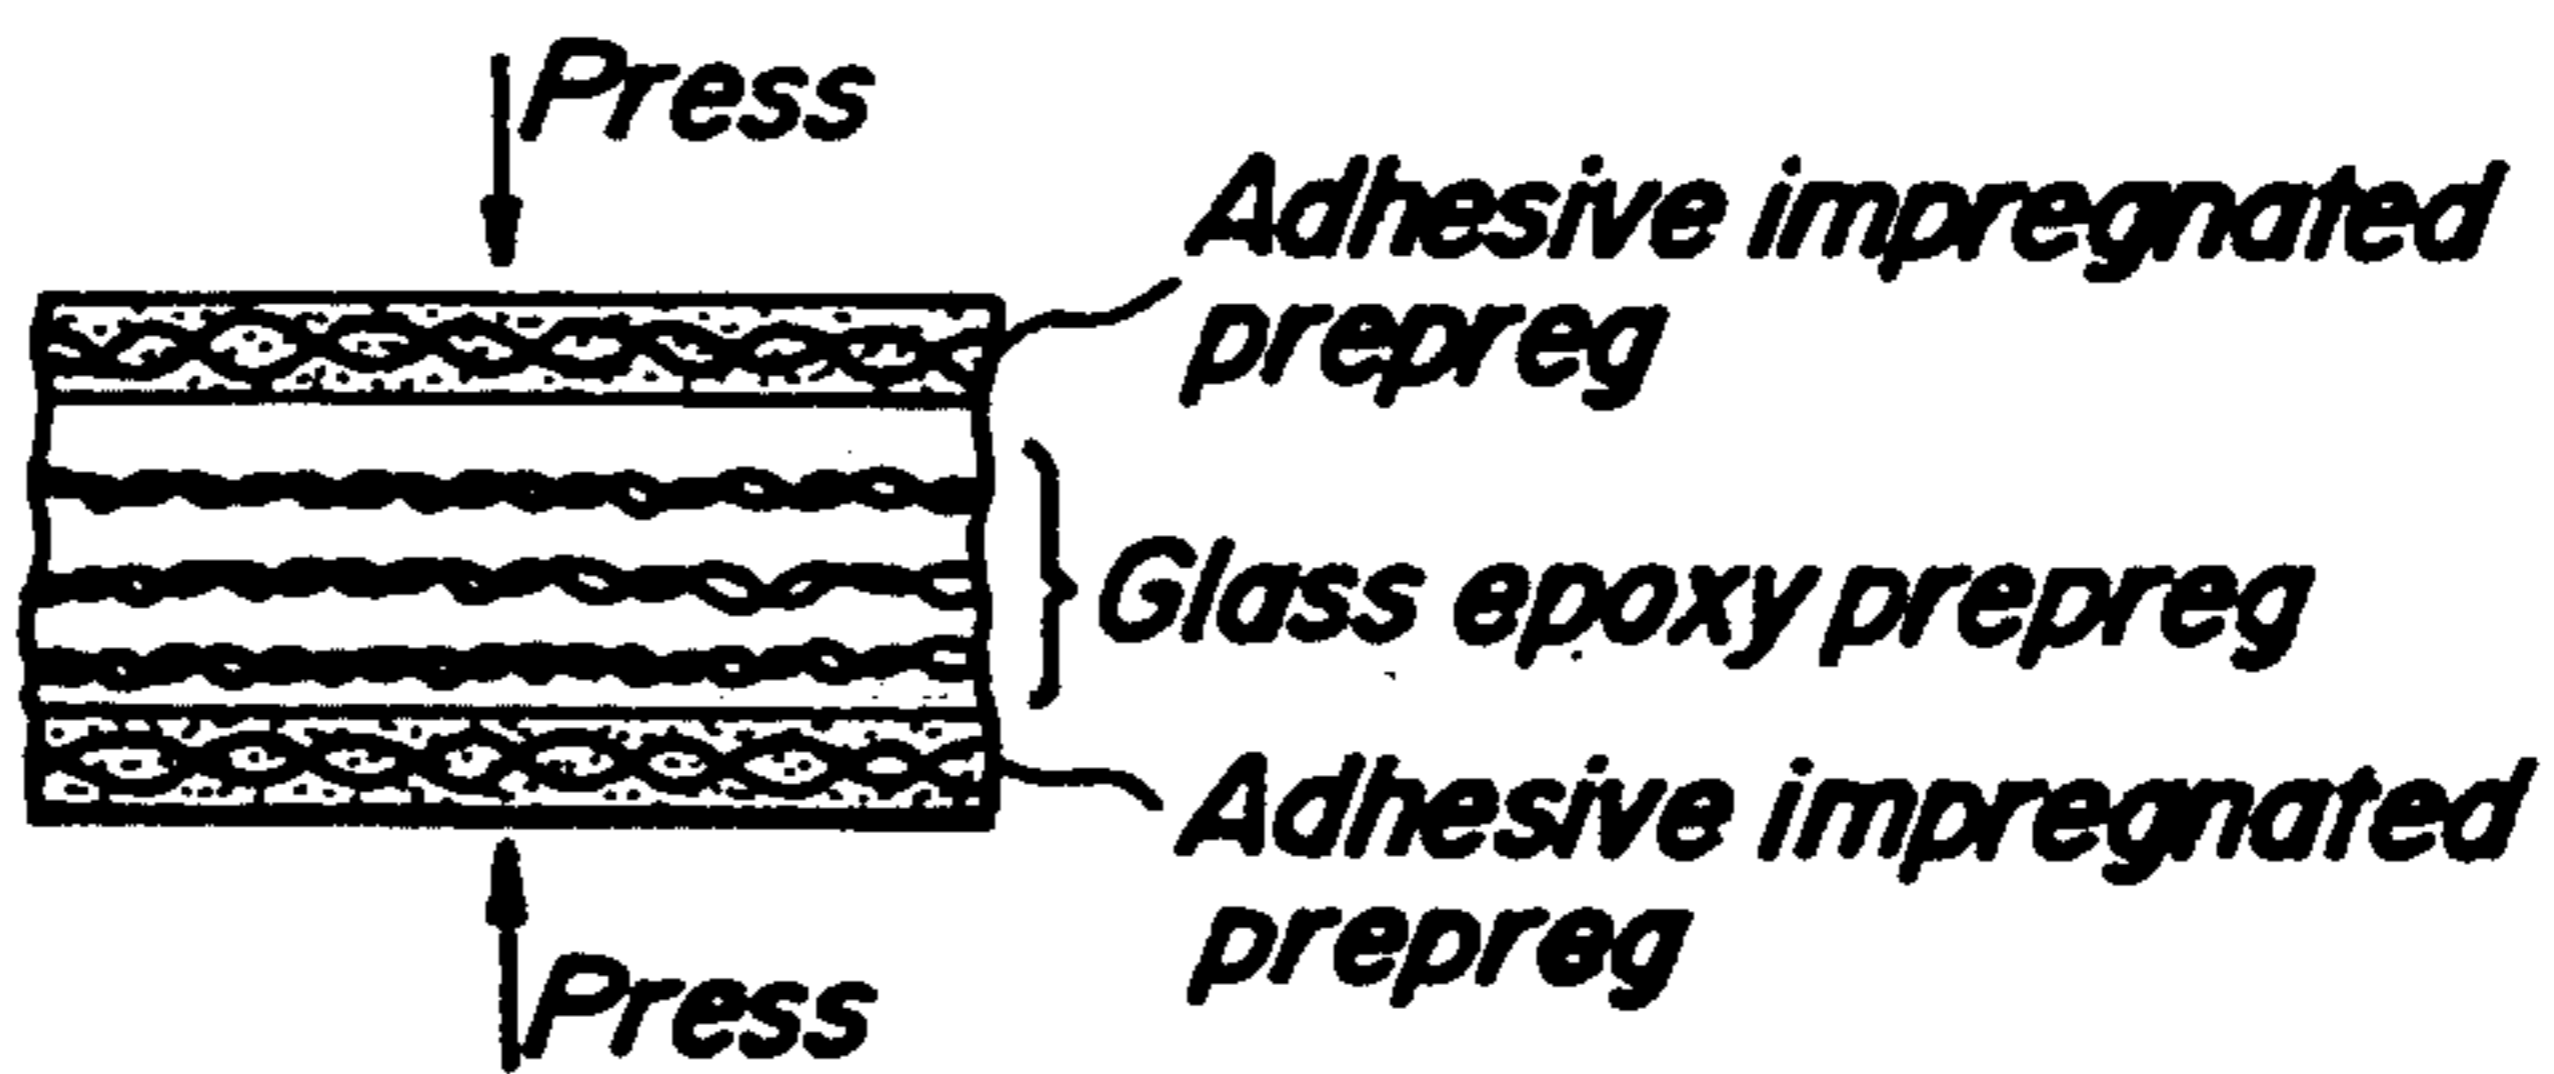 Press
Adhesive impregnated
prepreg
Glass epoxy prepreg
Adhesive impregnated
prepreg
Press